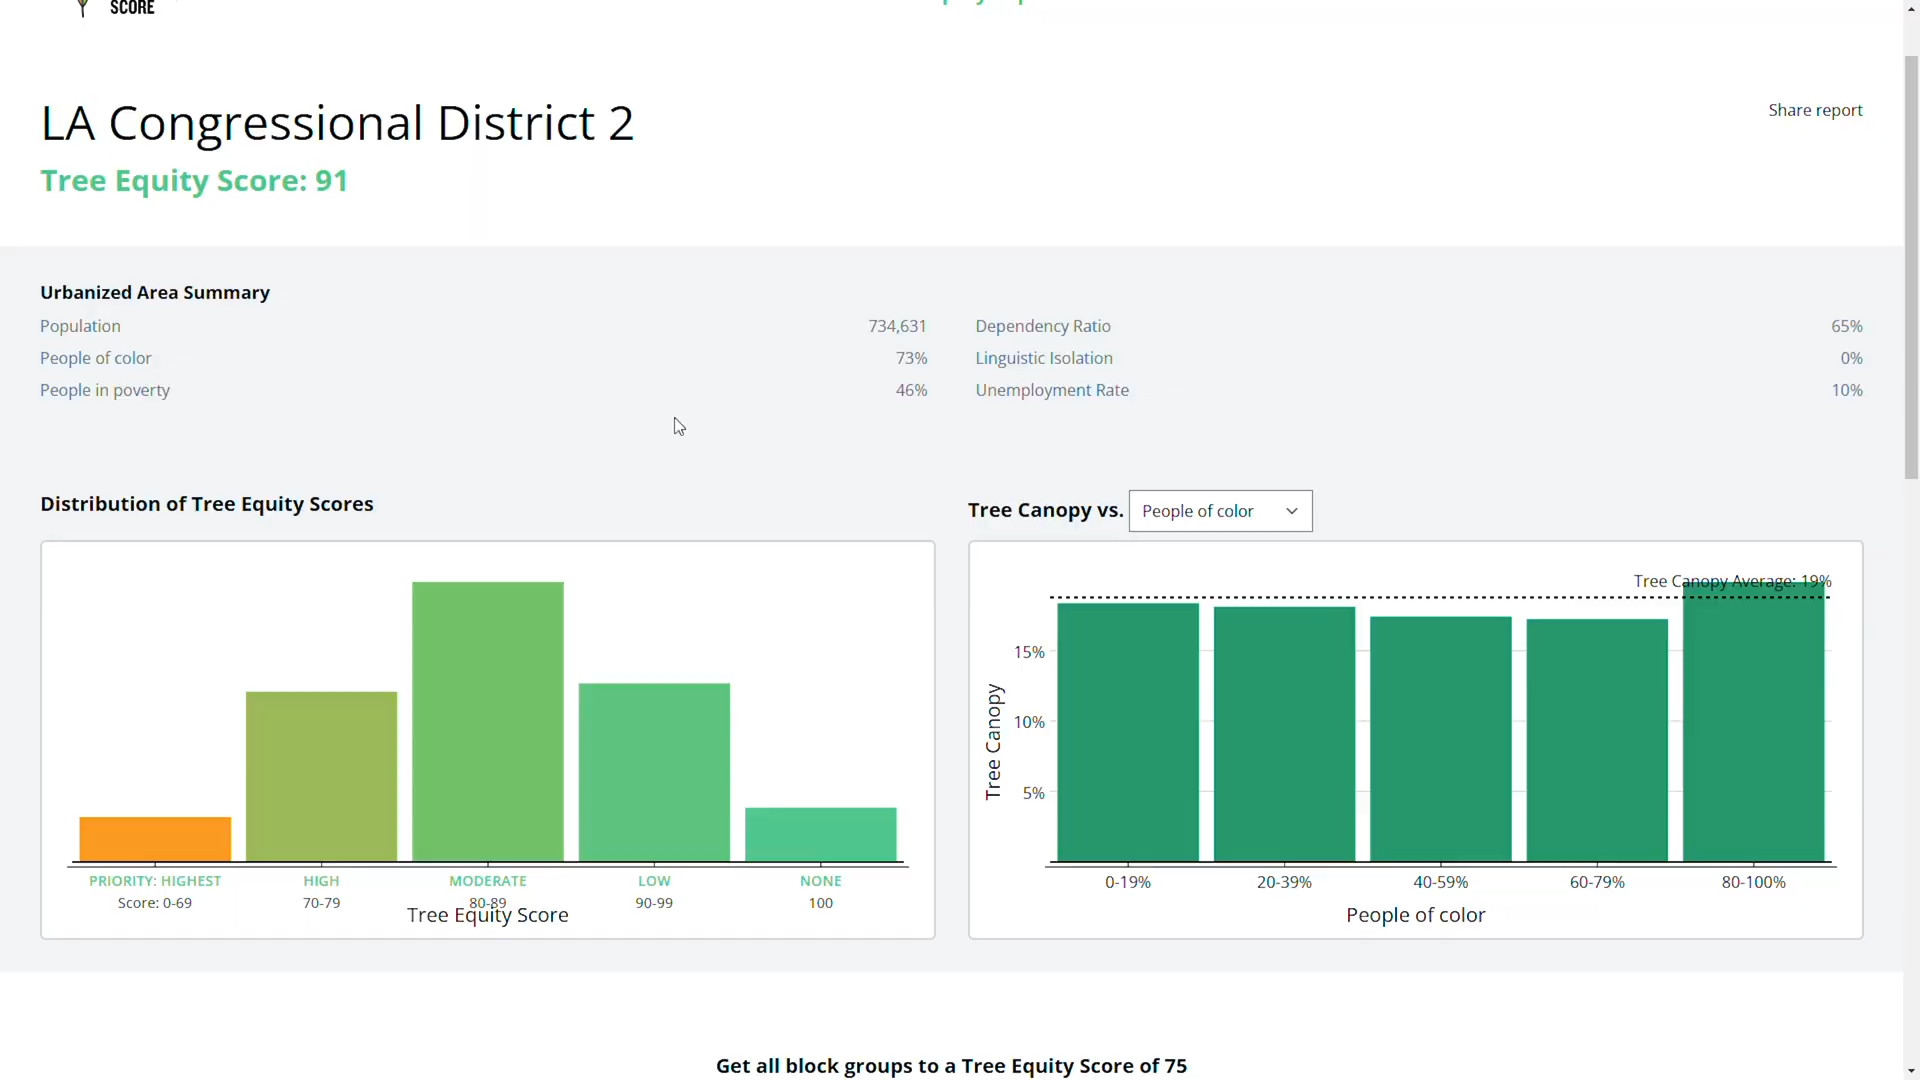 SCORE
LA Congressional District 2
Share report
Tree Equity Score: 91
Urbanized Area Summary
Population 734,631
People of color 73%
People in poverty 46%
Dependency Ratio 65%
Linguistic Isolation 0%
Unemployment Rate 10%
Distribution of Tree Equity Scores
PRIORITY: HIGHEST HIGH MODERATE LOW NONE
Score: 0-69 70-79 80-89 90-99 100
Tree Equity Score
Tree Canopy vs. People of color
Tree Canopy Average: 19%
15%
10%
5%
Tree Canopy
0-19% 20-39% 40-59% 60-79% 80-100%
People of color
Get all block groups to a Tree Equity Score of 75